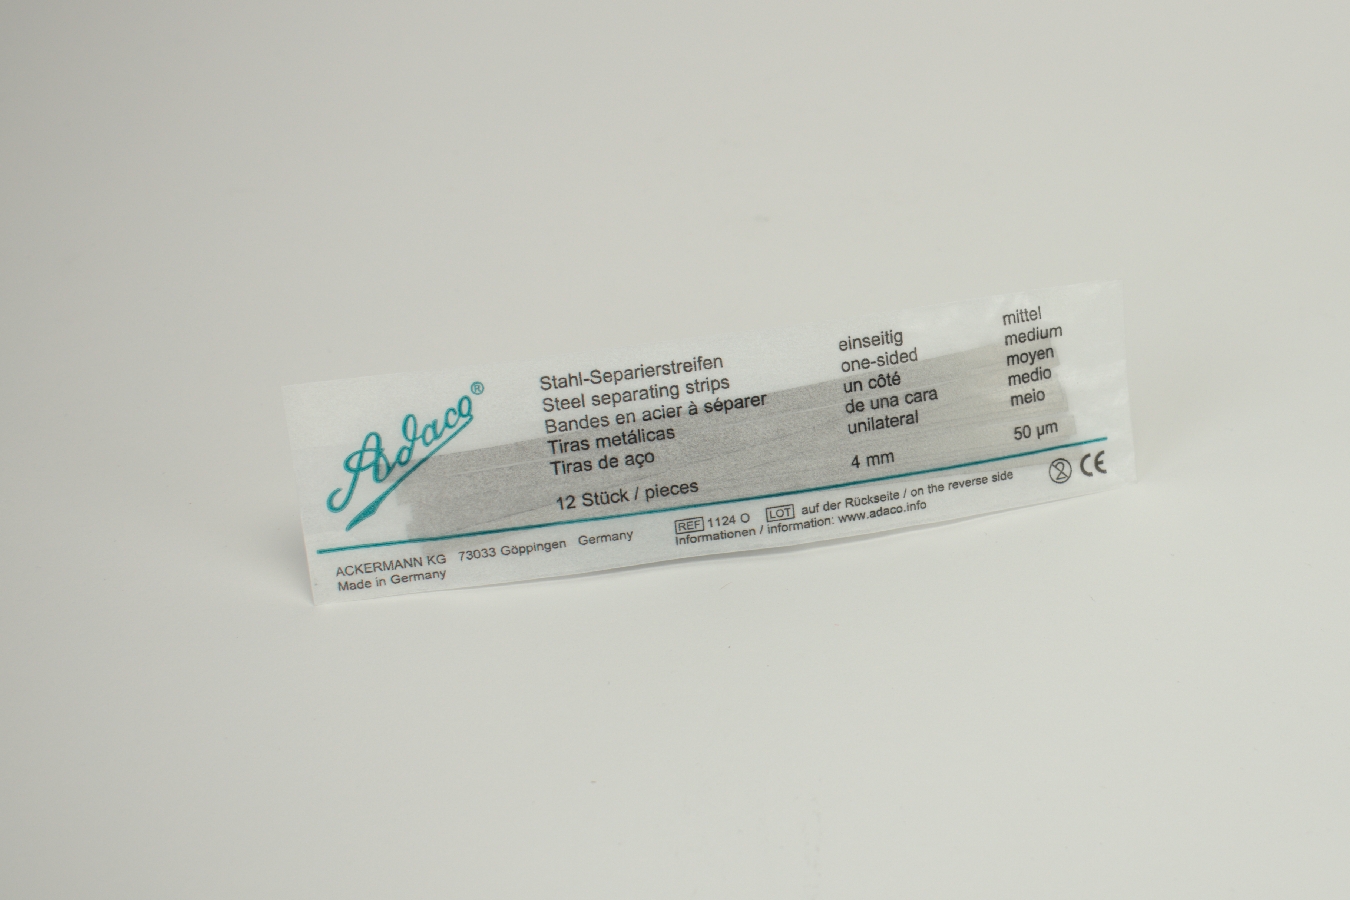 Adaco®
Stahl-Separierstreifen
Steel separating strips
Bandes en acier à séparer
Tiras metálicas
Tiras de aço
12 Stück / pieces
einseitig
one-sided
un côté
de una cara
unilateral
4 mm
mittel
medium
moyen
medio
meio
50 µm
ACKERMANN KG 73033 Göppingen Germany
Made in Germany
REF 1124 O LOT auf der Rückseite / on the reverse side
Informationen / information: www.adaco.info
2 CE